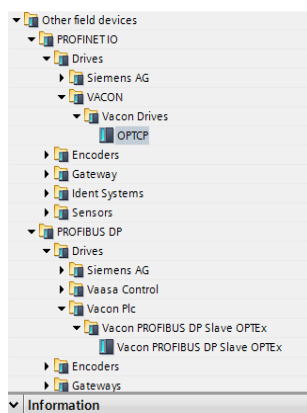 Other field devices
PROFINET IO
Drives
Siemens AG
VACON
Vacon Drives
OPTCP
Encoders
Gateway
Ident Systems
Sensors
PROFIBUS DP
Drives
Siemens AG
Vaasa Control
Vacon Plc
Vacon PROFIBUS DP Slave OPTEx
Vacon PROFIBUS DP Slave OPTEx
Encoders
Gateways
Information